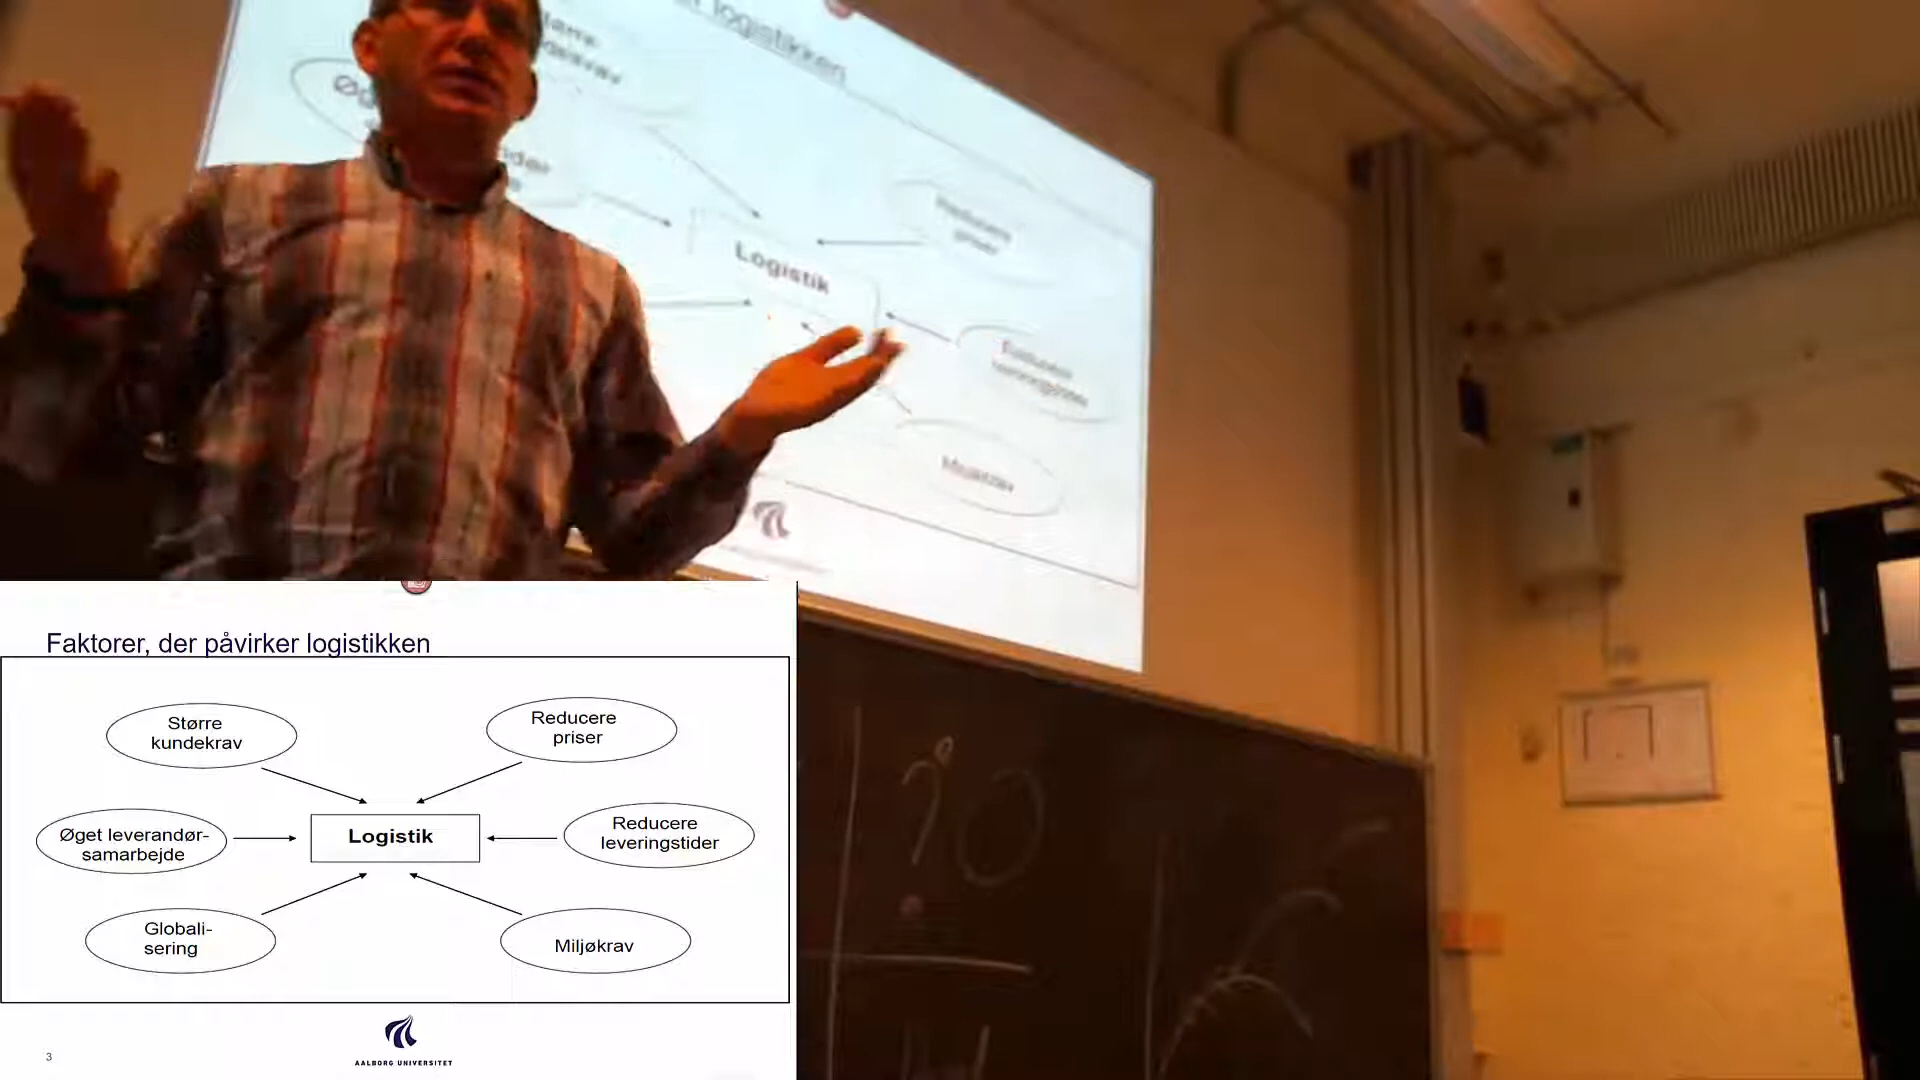 logistikken
Logistik
Faktorer, der påvirker logistikken
Større
kundekrav
Reducere
priser
Øget leverandør-
samarbejde
Logistik
Reducere
leveringstider
Globali-
sering
Miljøkrav
3
AALBORG UNIVERSITET